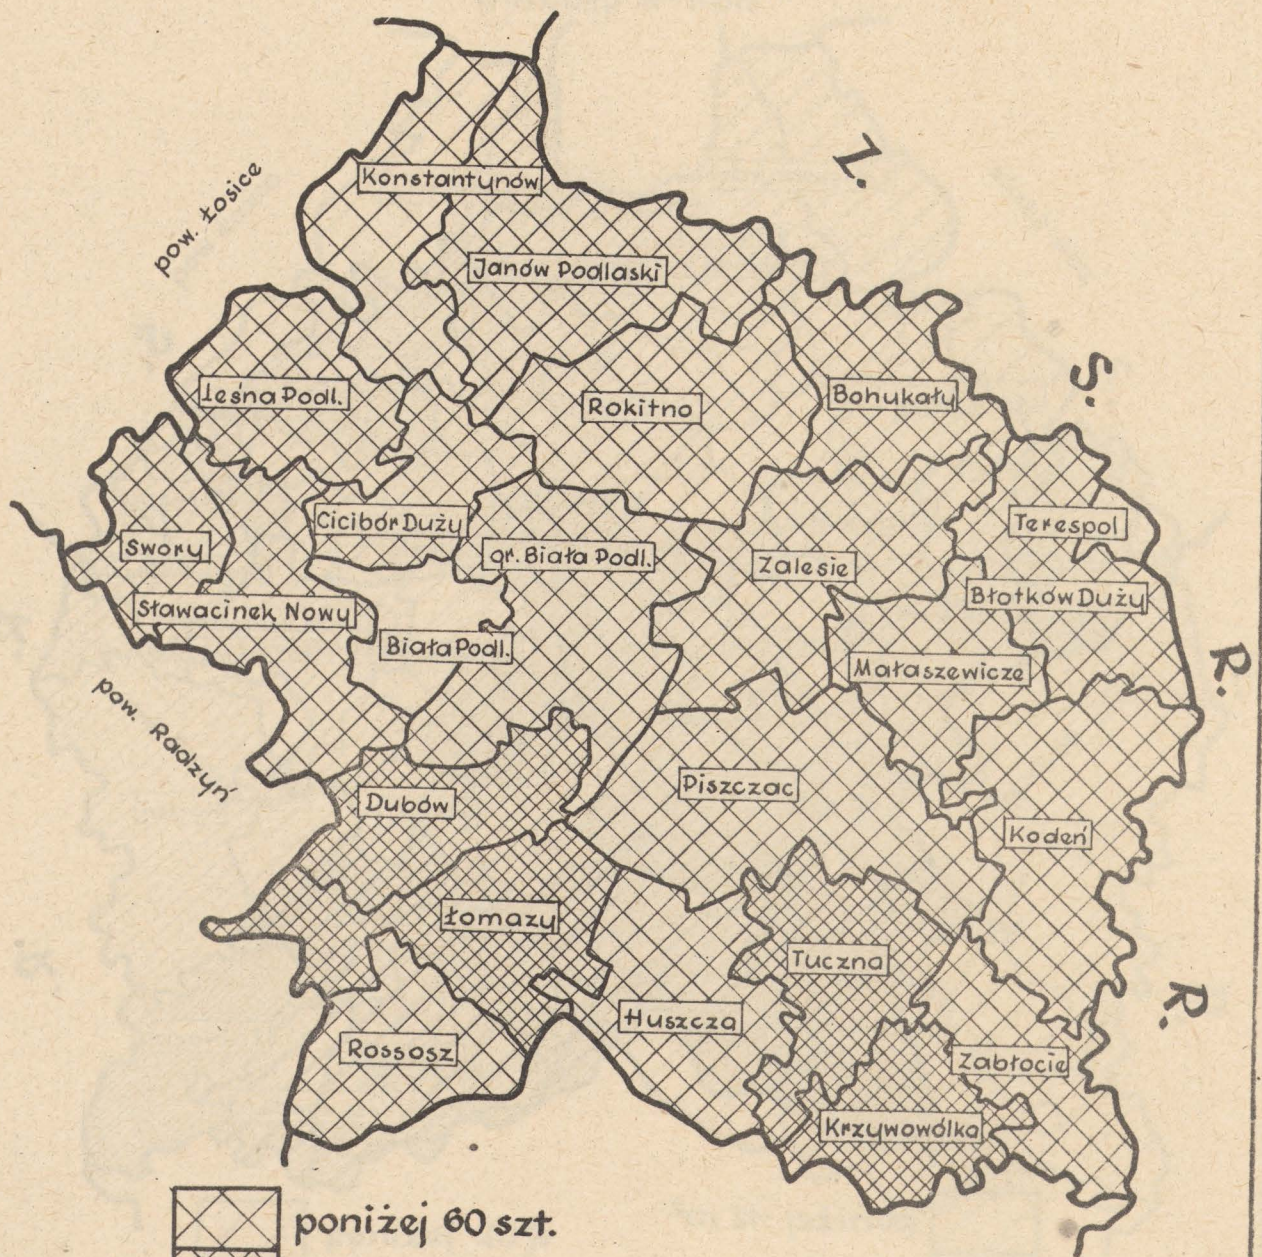 Z. S. R. R.
pow. Łosice
Konstantynów
Janów Podlaski
Leśna Podl.
Rokitno
Bohukały
Swory
Cicibór Duży
gr. Biała Podl.
Zalesie
Terespol
Sławacinek Nowy
Biała Podl.
Błotków Duży
Małaszewicze
pow. Radzyń
Dubów
Piszczac
Kodeń
Łomazy
Tuczna
Rossosz
Huszcza
Zabłocie
Krzywowólka
poniżej 60 szt.